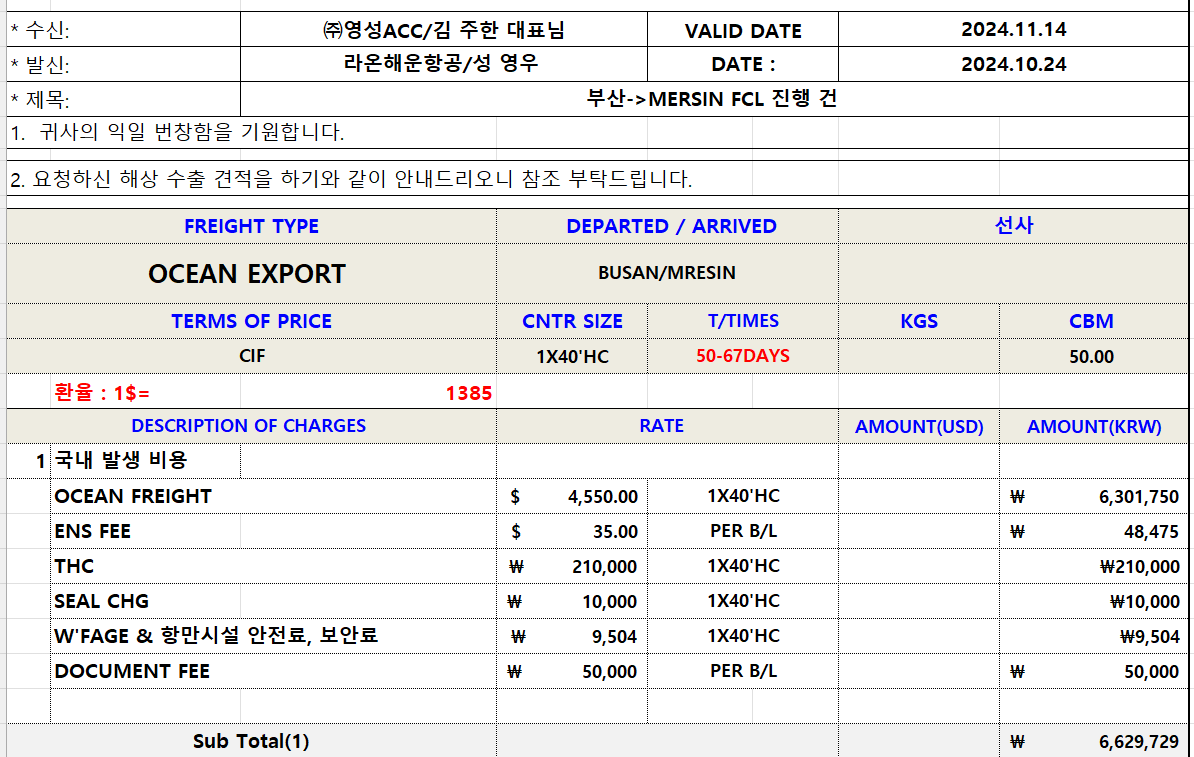 * 수신: ㈜영성ACC/김 주한 대표님 VALID DATE 2024.11.14
* 발신: 라온해운항공/성 영우 DATE : 2024.10.24
* 제목: 부산->MERSIN FCL 진행 건
1. 귀사의 익일 번창함을 기원합니다.
2. 요청하신 해상 수출 견적을 하기와 같이 안내드리오니 참조 부탁드립니다.
FREIGHT TYPE DEPARTED / ARRIVED 선사
OCEAN EXPORT BUSAN/MRESIN
TERMS OF PRICE CNTR SIZE T/TIMES KGS CBM
CIF 1X40'HC 50-67DAYS 50.00
환율 : 1$= 1385
DESCRIPTION OF CHARGES RATE AMOUNT(USD) AMOUNT(KRW)
1 국내 발생 비용
OCEAN FREIGHT $ 4,550.00 1X40'HC ₩ 6,301,750
ENS FEE $ 35.00 PER B/L ₩ 48,475
THC ₩ 210,000 1X40'HC ₩210,000
SEAL CHG ₩ 10,000 1X40'HC ₩10,000
W'FAGE & 항만시설 안전료, 보안료 ₩ 9,504 1X40'HC ₩9,504
DOCUMENT FEE ₩ 50,000 PER B/L ₩ 50,000
Sub Total(1) ₩ 6,629,729